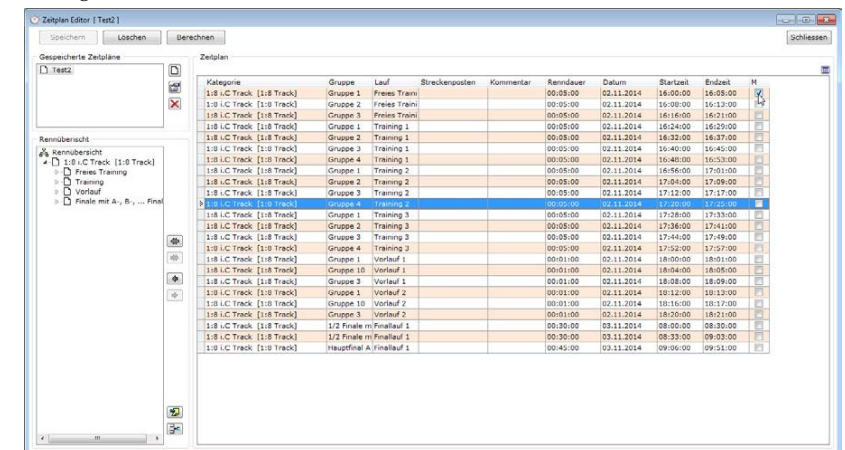 Zeitplan Editor [ Test2 ]
Speichern Löschen Berechnen Schliessen
Gespeicherte Zeitpläne
Test2
Rennübersicht
Rennübersicht
1:8 i.C Track [1:8 Track]
Freies Training
Training
Vorlauf
Finale mit A-, B-, ... Final
Zeitplan
Kategorie Gruppe Lauf Streckenposten Kommentar Renndauer Datum Startzeit Endzeit M
1:8 i.C Track [1:8 Track] Gruppe 1 Freies Traini 00:05:00 02.11.2014 16:00:00 16:05:00
1:8 i.C Track [1:8 Track] Gruppe 2 Freies Traini 00:05:00 02.11.2014 16:08:00 16:13:00
1:8 i.C Track [1:8 Track] Gruppe 3 Freies Traini 00:05:00 02.11.2014 16:16:00 16:21:00
1:8 i.C Track [1:8 Track] Gruppe 1 Training 1 00:05:00 02.11.2014 16:24:00 16:29:00
1:8 i.C Track [1:8 Track] Gruppe 2 Training 1 00:05:00 02.11.2014 16:32:00 16:37:00
1:8 i.C Track [1:8 Track] Gruppe 3 Training 1 00:05:00 02.11.2014 16:40:00 16:45:00
1:8 i.C Track [1:8 Track] Gruppe 4 Training 1 00:05:00 02.11.2014 16:48:00 16:53:00
1:8 i.C Track [1:8 Track] Gruppe 1 Training 2 00:05:00 02.11.2014 16:56:00 17:01:00
1:8 i.C Track [1:8 Track] Gruppe 2 Training 2 00:05:00 02.11.2014 17:04:00 17:09:00
1:8 i.C Track [1:8 Track] Gruppe 3 Training 2 00:05:00 02.11.2014 17:12:00 17:17:00
1:8 i.C Track [1:8 Track] Gruppe 4 Training 2 00:05:00 02.11.2014 17:20:00 17:25:00
1:8 i.C Track [1:8 Track] Gruppe 1 Training 3 00:05:00 02.11.2014 17:28:00 17:33:00
1:8 i.C Track [1:8 Track] Gruppe 2 Training 3 00:05:00 02.11.2014 17:36:00 17:41:00
1:8 i.C Track [1:8 Track] Gruppe 3 Training 3 00:05:00 02.11.2014 17:44:00 17:49:00
1:8 i.C Track [1:8 Track] Gruppe 4 Training 3 00:05:00 02.11.2014 17:52:00 17:57:00
1:8 i.C Track [1:8 Track] Gruppe 1 Vorlauf 1 00:01:00 02.11.2014 18:00:00 18:01:00
1:8 i.C Track [1:8 Track] Gruppe 10 Vorlauf 1 00:01:00 02.11.2014 18:04:00 18:05:00
1:8 i.C Track [1:8 Track] Gruppe 3 Vorlauf 1 00:01:00 02.11.2014 18:08:00 18:09:00
1:8 i.C Track [1:8 Track] Gruppe 1 Vorlauf 2 00:01:00 02.11.2014 18:12:00 18:13:00
1:8 i.C Track [1:8 Track] Gruppe 10 Vorlauf 2 00:01:00 02.11.2014 18:16:00 18:17:00
1:8 i.C Track [1:8 Track] Gruppe 3 Vorlauf 2 00:01:00 02.11.2014 18:20:00 18:21:00
1:8 i.C Track [1:8 Track] 1/2 Finale m Finallauf 1 00:30:00 03.11.2014 08:00:00 08:30:00
1:8 i.C Track [1:8 Track] 1/2 Finale m Finallauf 1 00:30:00 03.11.2014 08:33:00 09:03:00
1:8 i.C Track [1:8 Track] Hauptfinal A Finallauf 1 00:45:00 03.11.2014 09:06:00 09:51:00